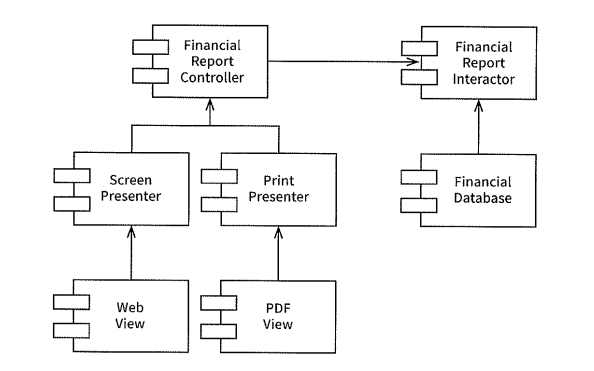 Financial
Report
Controller
Financial
Report
Interactor
Screen
Presenter
Print
Presenter
Financial
Database
Web
View
PDF
View